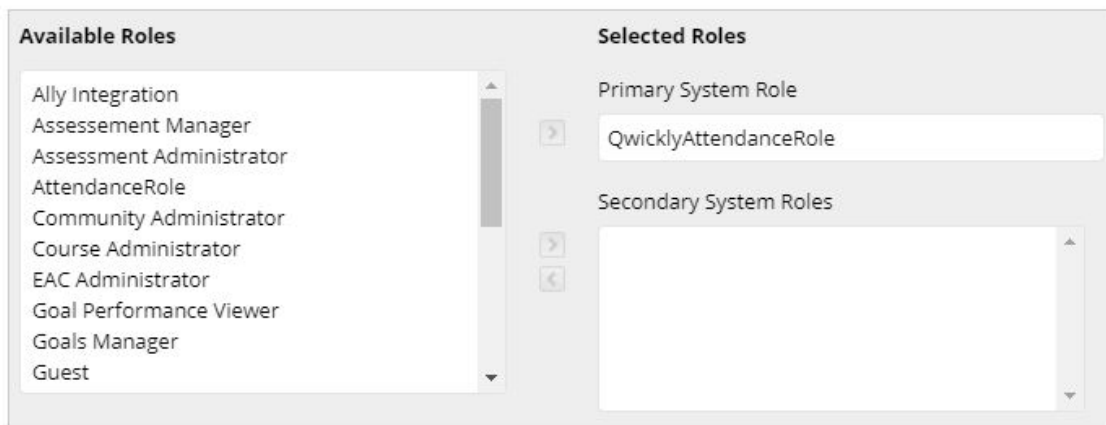 Available Roles
Ally Integration
Assessement Manager
Assessment Administrator
AttendanceRole
Community Administrator
Course Administrator
EAC Administrator
Goal Performance Viewer
Goals Manager
Guest
Selected Roles
Primary System Role
QwicklyAttendanceRole
Secondary System Roles